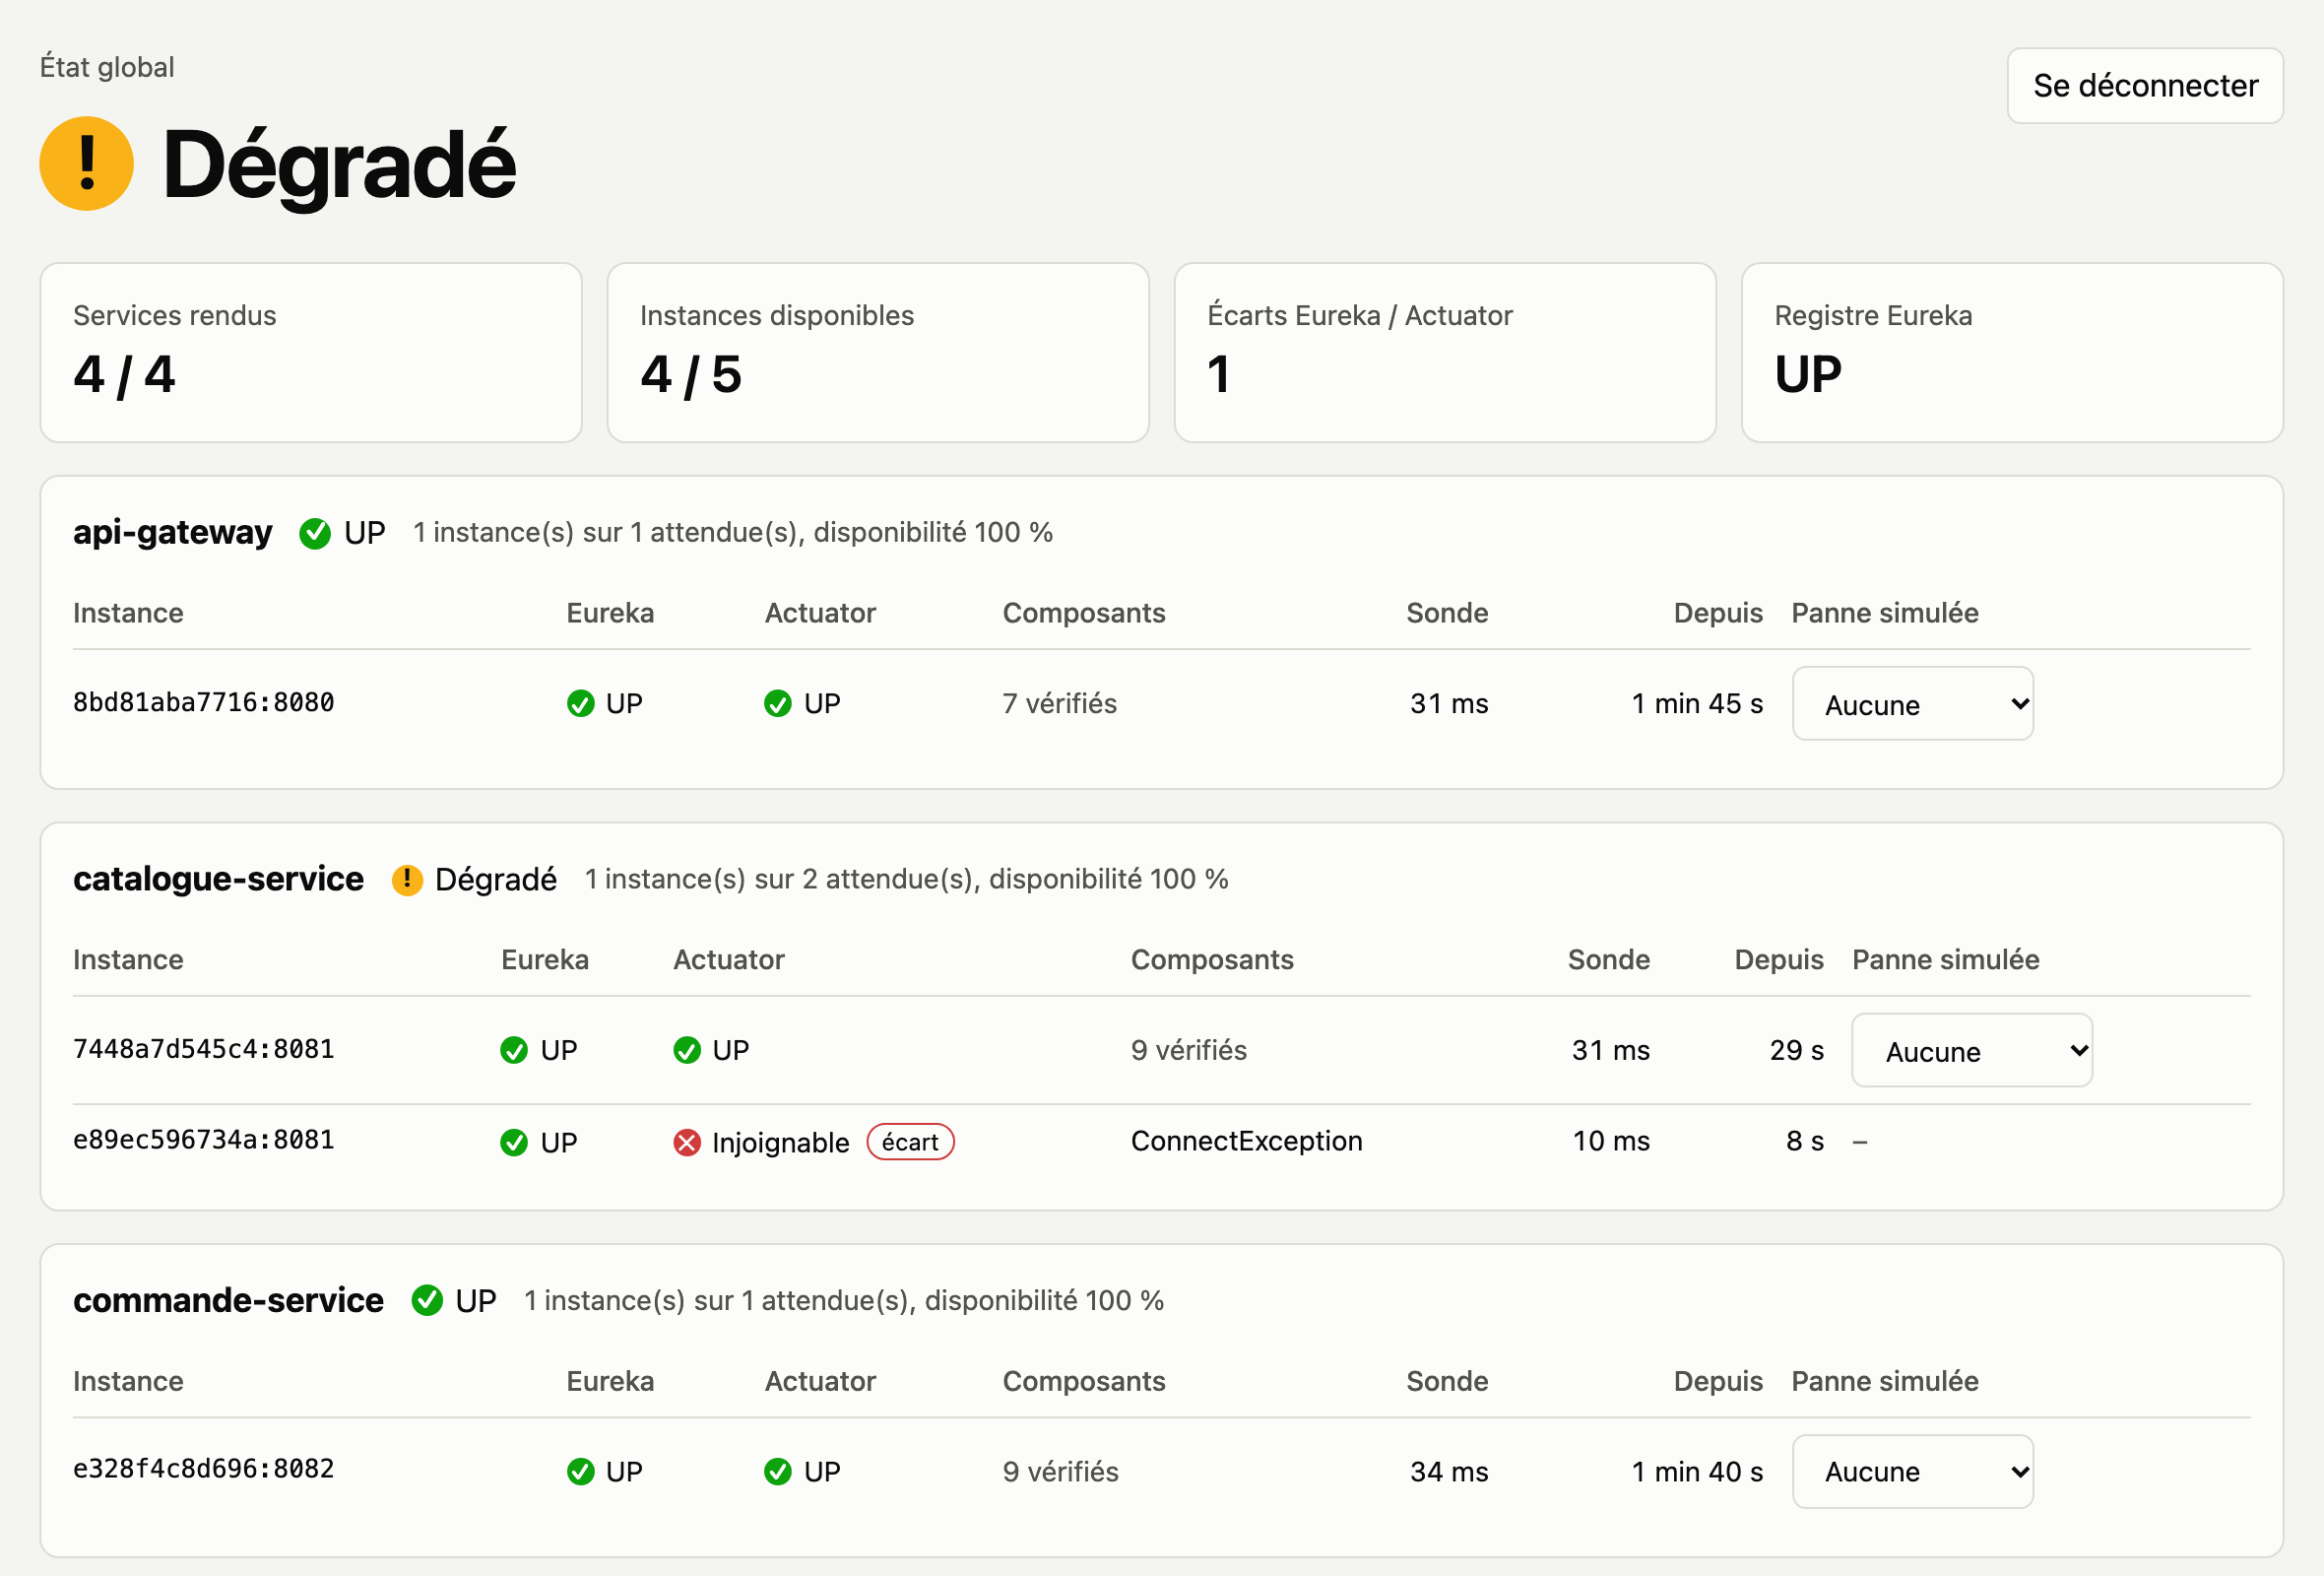 État global
Se déconnecter
! Dégradé
Services rendus
4 / 4
Instances disponibles
4 / 5
Écarts Eureka / Actuator
1
Registre Eureka
UP
api-gateway UP 1 instance(s) sur 1 attendue(s), disponibilité 100 %
Instance Eureka Actuator Composants Sonde Depuis Panne simulée
8bd81aba7716:8080 UP UP 7 vérifiés 31 ms 1 min 45 s Aucune
catalogue-service ! Dégradé 1 instance(s) sur 2 attendue(s), disponibilité 100 %
Instance Eureka Actuator Composants Sonde Depuis Panne simulée
7448a7d545c4:8081 UP UP 9 vérifiés 31 ms 29 s Aucune
e89ec596734a:8081 UP Injoignable écart ConnectException 10 ms 8 s –
commande-service UP 1 instance(s) sur 1 attendue(s), disponibilité 100 %
Instance Eureka Actuator Composants Sonde Depuis Panne simulée
e328f4c8d696:8082 UP UP 9 vérifiés 34 ms 1 min 40 s Aucune